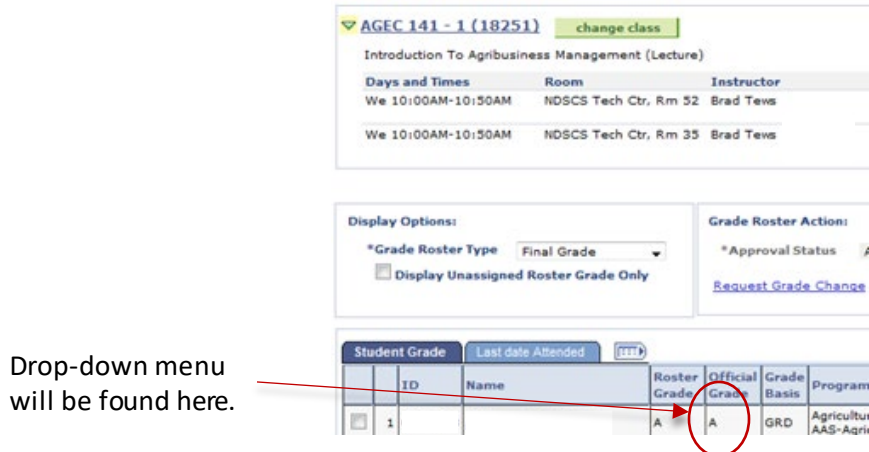 AGEC 141 - 1 (18251) change class
Introduction To Agribusiness Management (Lecture)
Days and Times Room Instructor
We 10:00AM-10:50AM NDSCS Tech Ctr, Rm 52 Brad Tews
We 10:00AM-10:50AM NDSCS Tech Ctr, Rm 35 Brad Tews
Display Options: Grade Roster Action:
*Grade Roster Type Final Grade *Approval Status A
Display Unassigned Roster Grade Only
Request Grade Change
Student Grade Last date Attended
ID Name Roster Grade Official Grade Grade Basis Program
1 A A GRD Agricultur
AAS-Agric
Drop-down menu
will be found here.